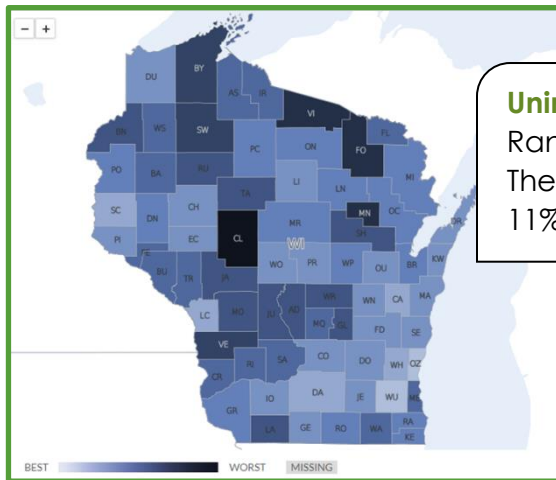 − +
DU
BY
AS
IR
VI
BN
WS
SW
FO
FL
PO
BA
RU
PC
ON
MI
LI
LN
TA
SC
DN
CH
MN
OC
DR
PI
EC
CL
MR
SH
WI
PE
BU
TR
JA
WO
PR
WP
OU
BR
KW
LC
MO
JU
AD
WR
WN
CA
MA
MQ
GL
FD
SE
VE
CR
RI
SA
CO
DO
WH
OZ
GR
IO
DA
JE
WU
LA
GE
RO
WA
RA
KE
Ran
The
11%
BEST
WORST
MISSING